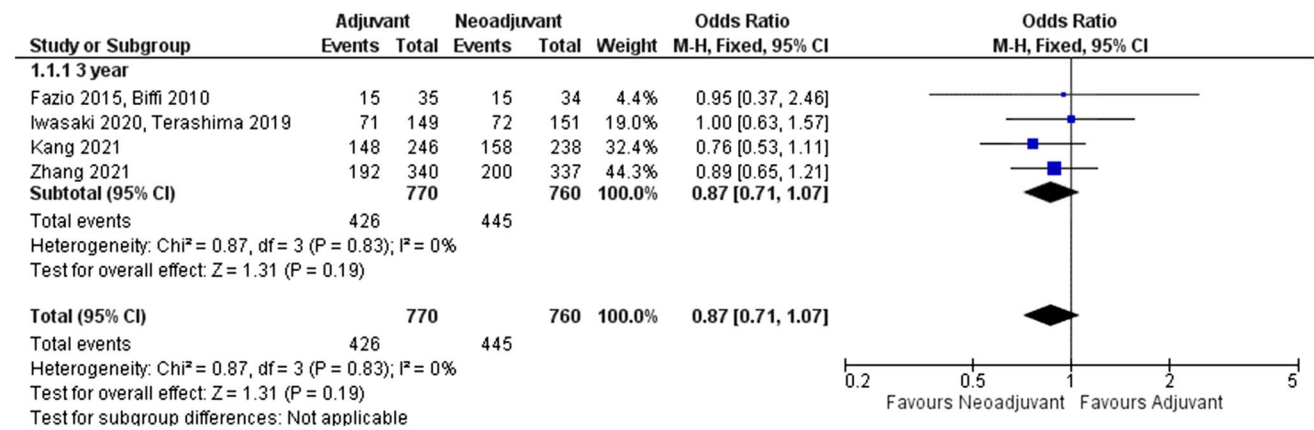 Adjuvant Neoadjuvant Odds Ratio Odds Ratio
Study or Subgroup Events Total Events Total Weight M-H, Fixed, 95% CI M-H, Fixed, 95% CI
1.1.1 3 year
Fazio 2015, Biffi 2010 15 35 15 34 4.4% 0.95 [0.37, 2.46]
Iwasaki 2020, Terashima 2019 71 149 72 151 19.0% 1.00 [0.63, 1.57]
Kang 2021 148 246 158 238 32.4% 0.76 [0.53, 1.11]
Zhang 2021 192 340 200 337 44.3% 0.89 [0.65, 1.21]
Subtotal (95% CI) 770 760 100.0% 0.87 [0.71, 1.07]
Total events 426 445
Heterogeneity: Chi² = 0.87, df = 3 (P = 0.83); I² = 0%
Test for overall effect: Z = 1.31 (P = 0.19)
Total (95% CI) 770 760 100.0% 0.87 [0.71, 1.07]
Total events 426 445
Heterogeneity: Chi² = 0.87, df = 3 (P = 0.83); I² = 0%
Test for overall effect: Z = 1.31 (P = 0.19)
Test for subgroup differences: Not applicable
0.2 0.5 1 2 5
Favours Neoadjuvant Favours Adjuvant